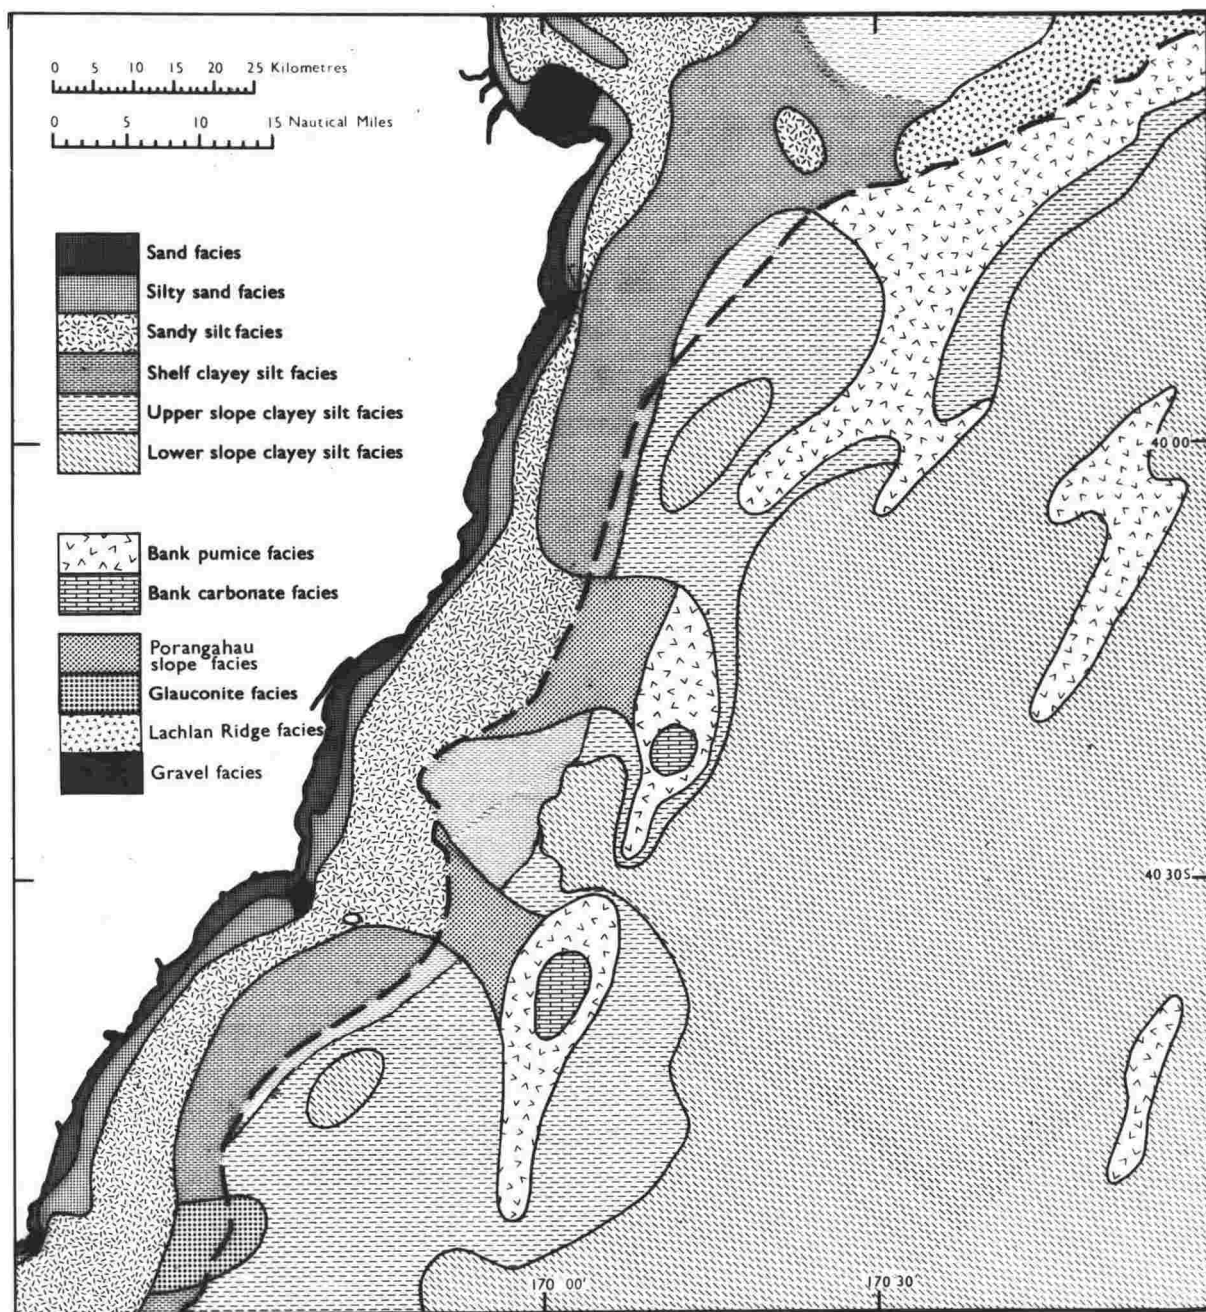 0 5 10 15 20 25 Kilometres
0 5 10 15 Nautical Miles
Sand facies
Silty sand facies
Sandy silt facies
Shelf clayey silt facies
Upper slope clayey silt facies
Lower slope clayey silt facies
40 00
Bank pumice facies
Bank carbonate facies
Porangahau
slope facies
Glauconite facies
Lachlan Ridge facies
Gravel facies
40 30S
170 00' 170 30